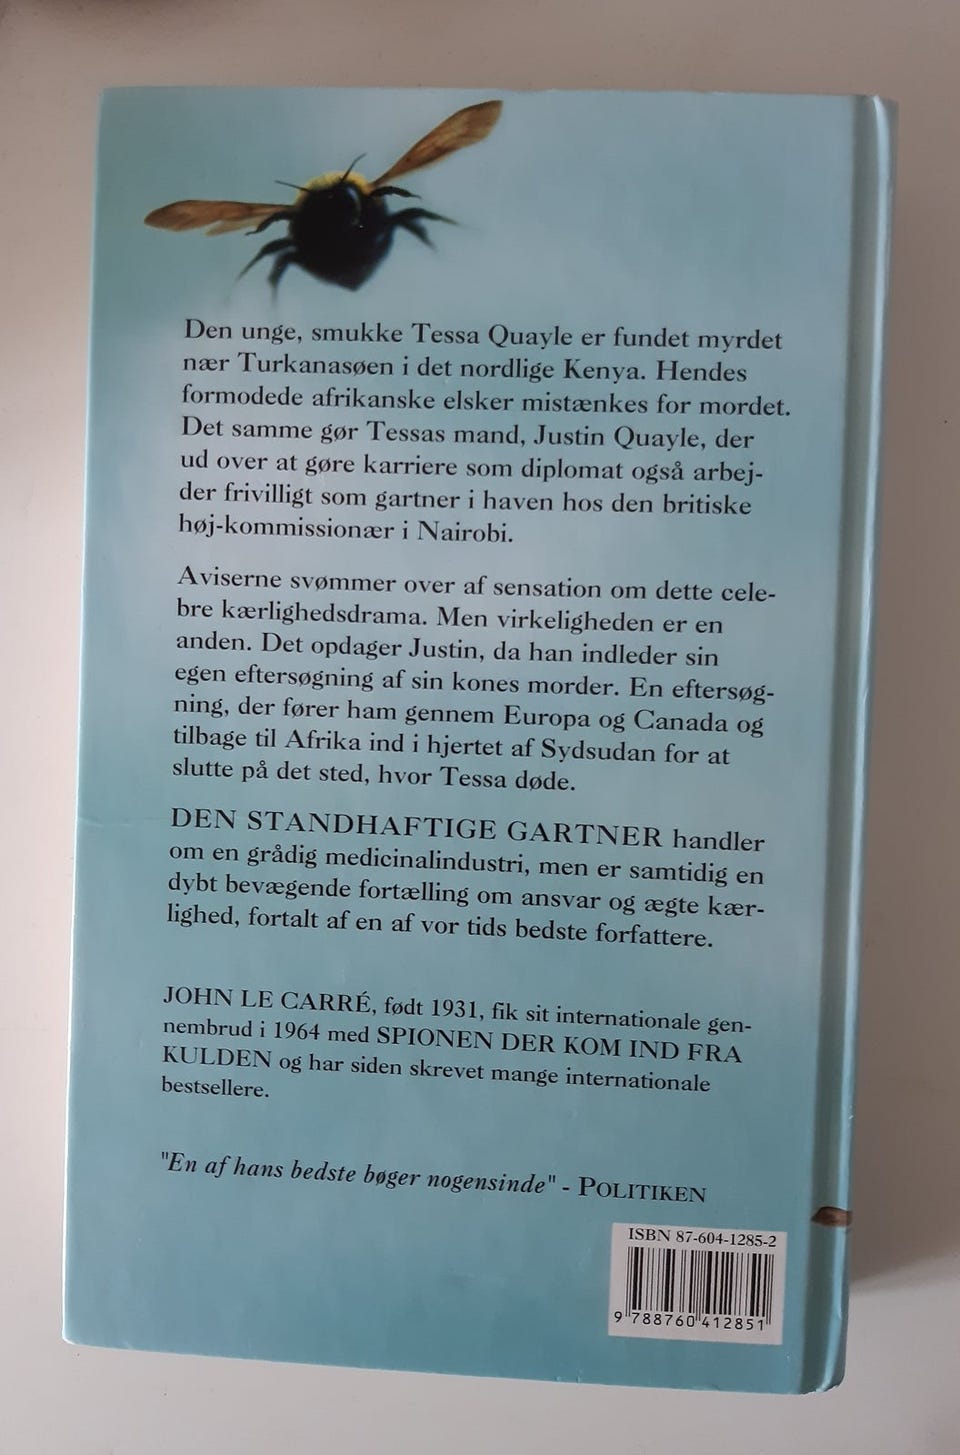 Den unge, smukke Tessa Quayle er fundet myrdet
nær Turkanasøen i det nordlige Kenya. Hendes
formodede afrikanske elsker mistænkes for mordet.
Det samme gør Tessas mand, Justin Quayle, der
ud over at gøre karriere som diplomat også arbej-
der frivilligt som gartner i haven hos den britiske
høj-kommissionær i Nairobi.
Aviserne svømmer over af sensation om dette cele-
bre kærlighedsdrama. Men virkeligheden er en
anden. Det opdager Justin, da han indleder sin
egen eftersøgning af sin kones morder. En eftersøg-
ning, der fører ham gennem Europa og Canada og
tilbage til Afrika ind i hjertet af Sydsudan for at
slutte på det sted, hvor Tessa døde.
DEN STANDHAFTIGE GARTNER handler
om en grådig medicinalindustri, men er samtidig en
dybt bevægende fortælling om ansvar og ægte kær-
lighed, fortalt af en af vor tids bedste forfattere.
JOHN LE CARRÉ, født 1931, fik sit internationale gen-
nembrud i 1964 med SPIONEN DER KOM IND FRA
KULDEN og har siden skrevet mange internationale
bestsellere.
"En af hans bedste bøger nogensinde" - POLITIKEN
ISBN 87-604-1285-2
9 788760 412851